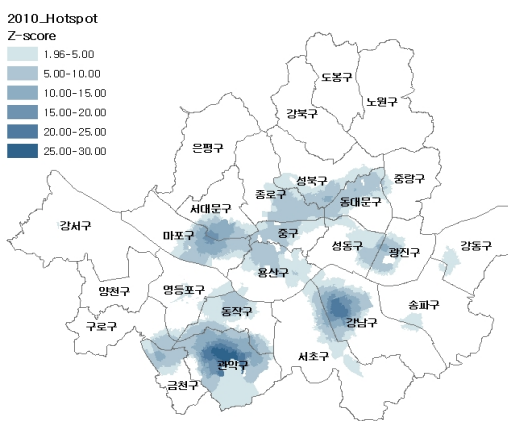 2010_Hotspot
Z-score
1.96-5.00
5.00-10.00
10.00-15.00
15.00-20.00
20.00-25.00
25.00-30.00
도봉구
노원구
강북구
은평구
성북구
중랑구
종로구
동대문구
서대문구
강서구
마포구
중구
성동구
광진구
강동구
용산구
양천구
영등포구
동작구
송파구
구로구
강남구
서초구
관악구
금천구